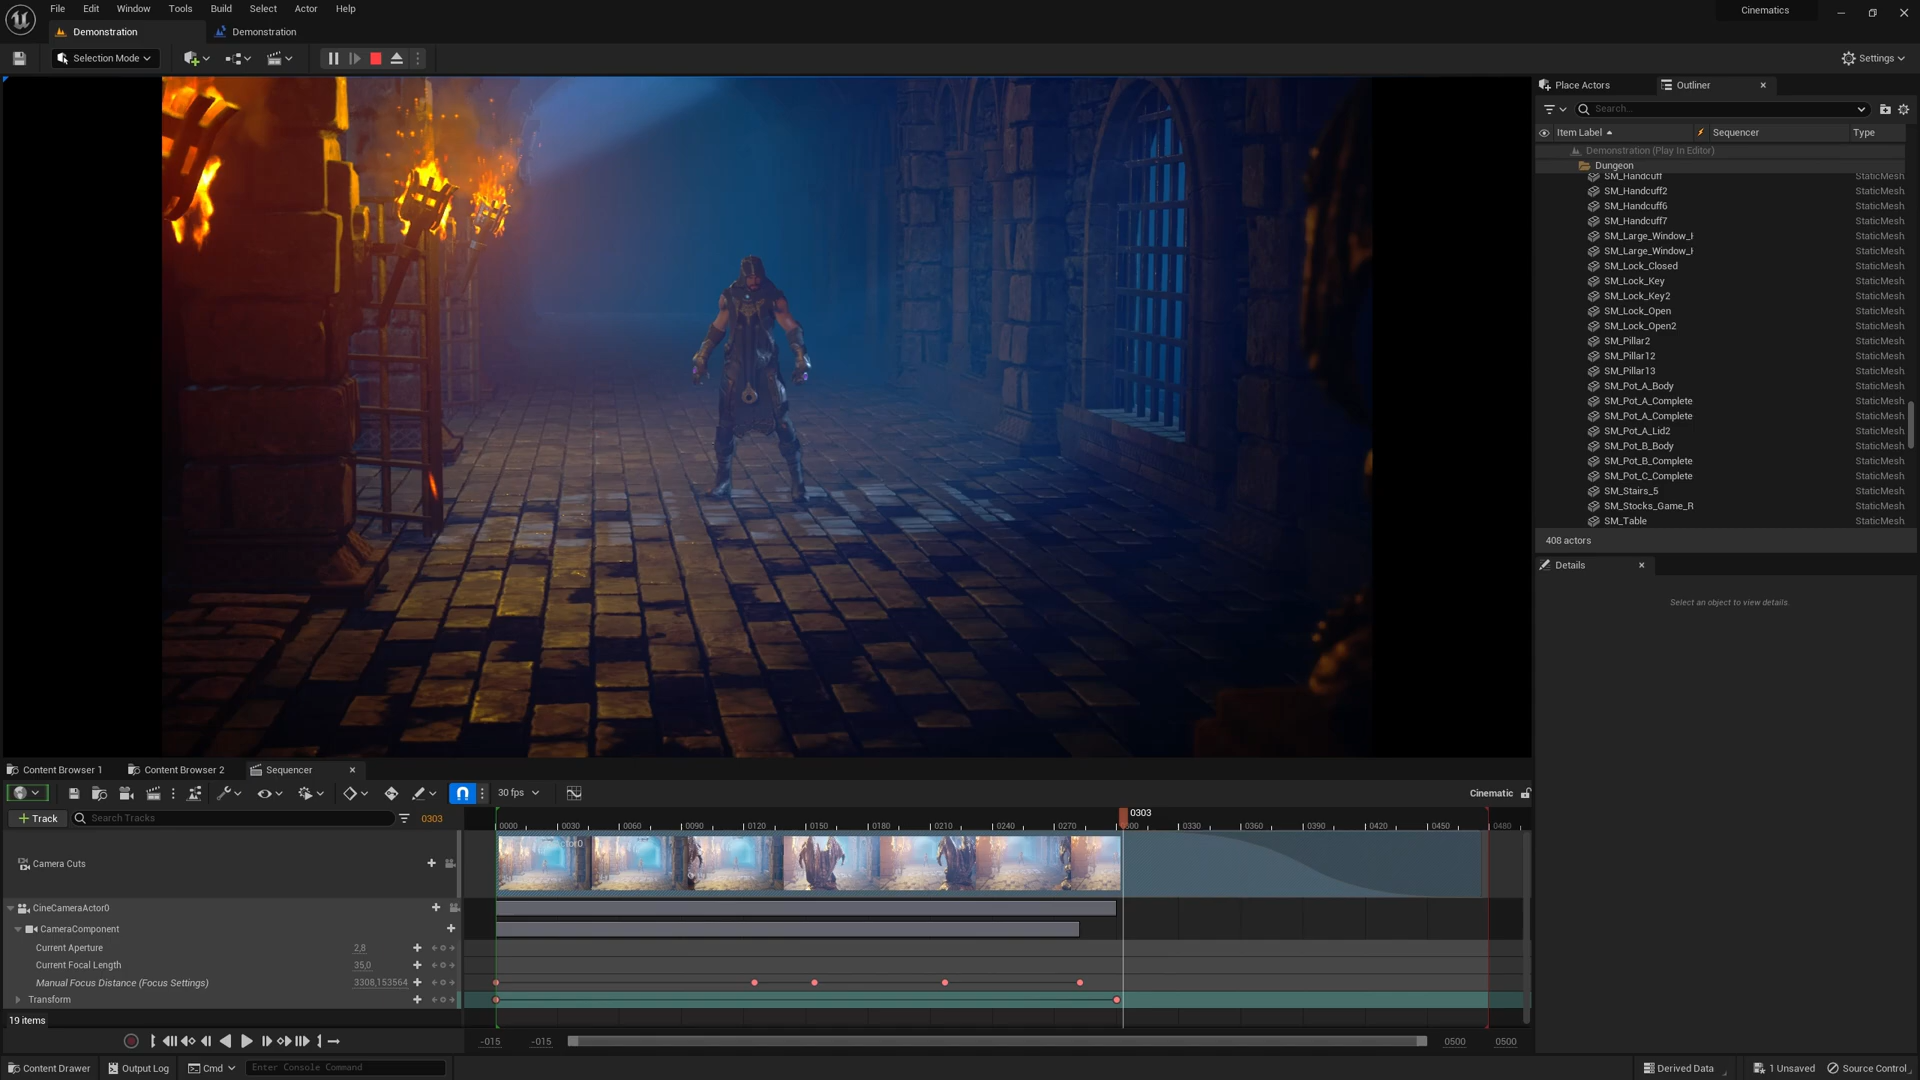 File Edit Window Tools Build Select Actor Help
Cinematics
Demonstration
Demonstration
Selection Mode
Settings
Place Actors
Outliner
Search...
Item Label
Sequencer
Type
Demonstration (Play In Editor)
Dungeon
SM_Handcuff StaticMesh
SM_Handcuff2 StaticMesh
SM_Handcuff6 StaticMesh
SM_Handcuff7 StaticMesh
SM_Large_Window_ StaticMesh
SM_Large_Window_ StaticMesh
SM_Lock_Closed StaticMesh
SM_Lock_Key StaticMesh
SM_Lock_Key2 StaticMesh
SM_Lock_Open StaticMesh
SM_Lock_Open2 StaticMesh
SM_Pillar2 StaticMesh
SM_Pillar12 StaticMesh
SM_Pillar13 StaticMesh
SM_Pot_A_Body StaticMesh
SM_Pot_A_Complete StaticMesh
SM_Pot_A_Complete StaticMesh
SM_Pot_A_Lid2 StaticMesh
SM_Pot_B_Body StaticMesh
SM_Pot_B_Complete StaticMesh
SM_Pot_C_Complete StaticMesh
SM_Stairs_5 StaticMesh
SM_Stocks_Game_R StaticMesh
SM_Table StaticMesh
408 actors
Details
Select an object to view details.
Content Browser 1
Content Browser 2
Sequencer
30 fps
Cinematic
+ Track
Search Tracks
0303
0303
0000 0030 0060 0090 0120 0150 0180 0210 0240 0270 0330 0360 0390 0420 0450 0480
Camera Cuts
CineCameraActor0
CameraComponent
Current Aperture 2,8
Current Focal Length 35,0
Manual Focus Distance (Focus Settings) 3308,153564
Transform
19 items
-015 -015 0500 0500
Content Drawer
Output Log
Cmd
Enter Console Command
Derived Data
1 Unsaved
Source Control